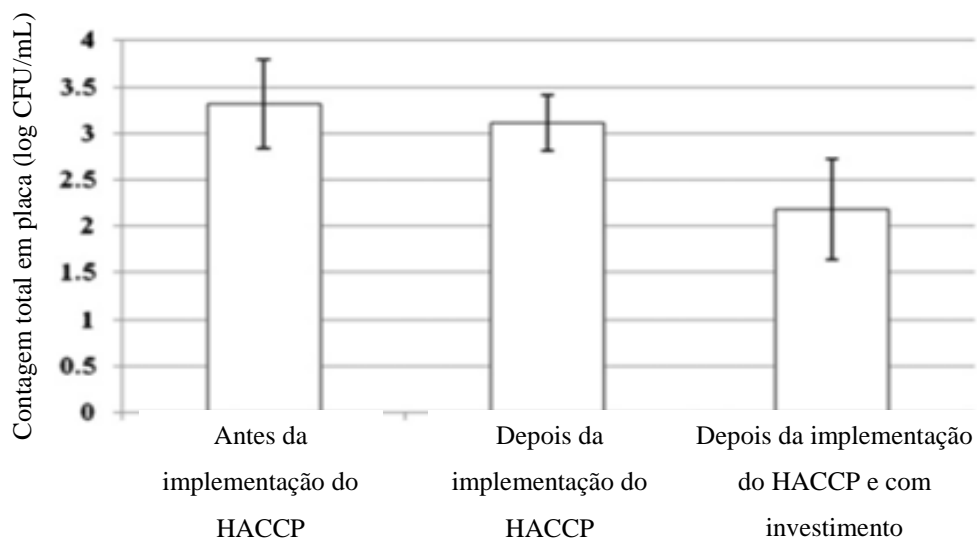 Contagem total em placa (log CFU/mL)
4
3.5
3
2.5
2
1.5
1
0.5
0
Antes da
implementação do
HACCP
Depois da
implementação do
HACCP
Depois da implementação
do HACCP e com
investimento